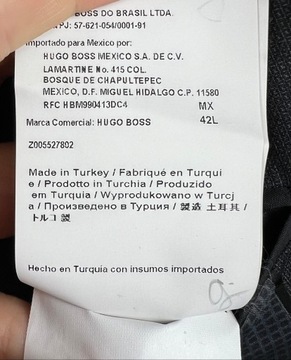 BOSS DO BRASIL LTDA.
PJ: 57-621-054/0001-91
Importado para Mexico por:
HUGO BOSS MEXICO S.A. DE C.V.
LAMARTINE No. 415 COL.
BOSQUE DE CHAPULTEPEC
MEXICO, D.F. MIGUEL HIDALGO C.P. 11580
RFC HBM990413DC4 MX
Marca Comercial: HUGO BOSS 42L
Z005527802
Made in Turkey / Fabriqué en Turqui
e / Prodotto in Turchia / Produzido
em Turquia / Wyprodukowano w Turcj
a / Произведено в Турция / 製造 土耳其 /
トルコ 製
Hecho en Turquia con insumos importados